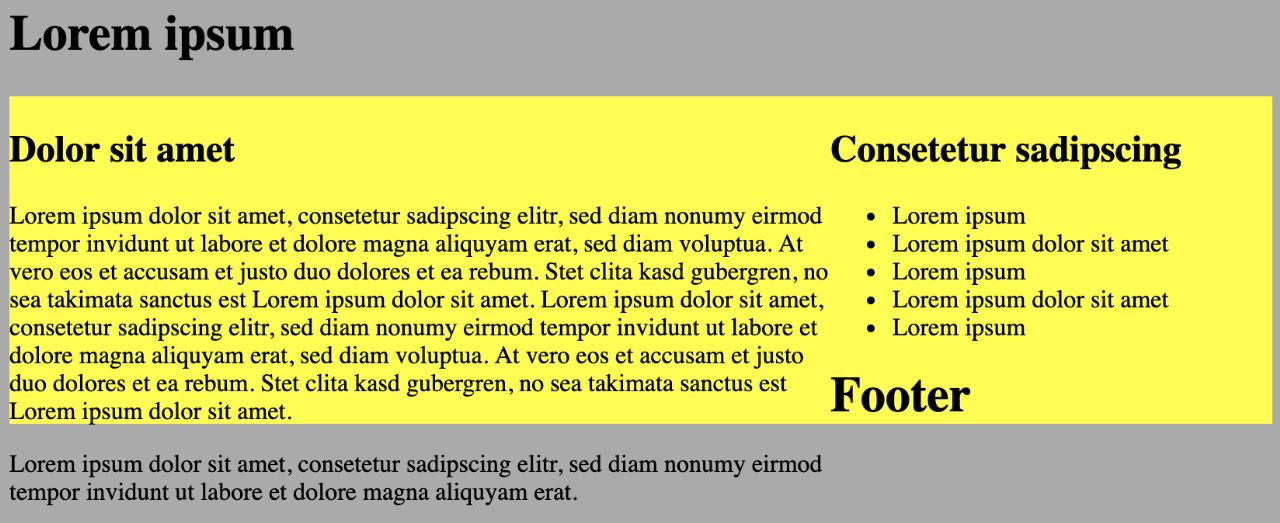 Lorem ipsum
Dolor sit amet
Lorem ipsum dolor sit amet, consetetur sadipscing elitr, sed diam nonumy eirmod
tempor invidunt ut labore et dolore magna aliquyam erat, sed diam voluptua. At
vero eos et accusam et justo duo dolores et ea rebum. Stet clita kasd gubergren, no
sea takimata sanctus est Lorem ipsum dolor sit amet. Lorem ipsum dolor sit amet,
consetetur sadipscing elitr, sed diam nonumy eirmod tempor invidunt ut labore et
dolore magna aliquyam erat, sed diam voluptua. At vero eos et accusam et justo
duo dolores et ea rebum. Stet clita kasd gubergren, no sea takimata sanctus est
Lorem ipsum dolor sit amet.
Lorem ipsum dolor sit amet, consetetur sadipscing elitr, sed diam nonumy eirmod
tempor invidunt ut labore et dolore magna aliquyam erat.
Consetetur sadipscing
• Lorem ipsum
• Lorem ipsum dolor sit amet
• Lorem ipsum
• Lorem ipsum dolor sit amet
• Lorem ipsum
Footer